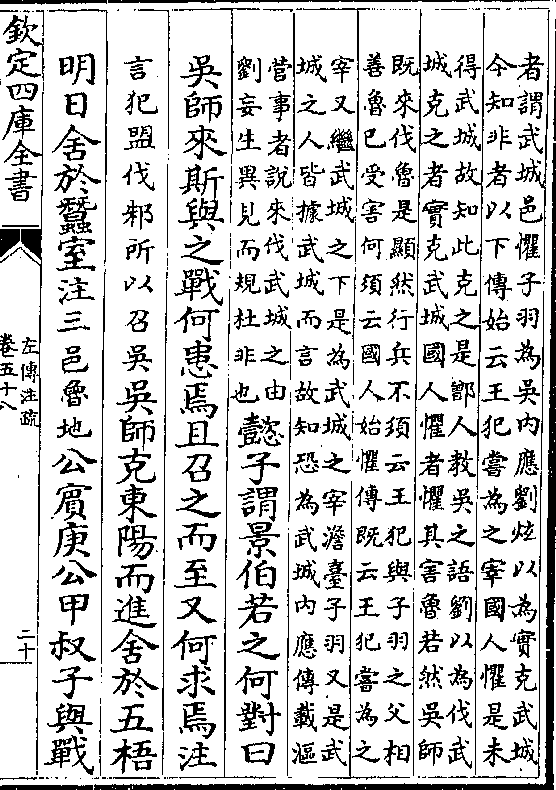 者謂武城邑懼子羽為吳内應劉炫以為實克武城
今知非者以下傳始云王犯嘗為之宰國人懼是未
得武城故知此克之是鄫人教吳之語劉以為伐武
城克之者實克武城國人懼者懼其害魯若然吳師
既來伐魯是顯然行兵不須云王犯與子羽之父相
善魯已受害何須云國人始懼傳既云王犯嘗為之
宰又繼武城之下是為武城之宰澹臺子羽又是武
城之人皆據武城而言故知恐為武城内應傳載漚
菅事者說來伐武城之由
劉妄生異見而規杜非也
懿子謂景伯若之何對曰
吳師來斯與之戰何患焉且召之而至又何求焉注
言犯盟伐邾所以召吳吳師克東陽而進舍於五梧
明日舍於蠶室注三邑魯地公賓庚公甲叔子與戰
欽定四庫全書
左傳注疏
卷五十八
二十